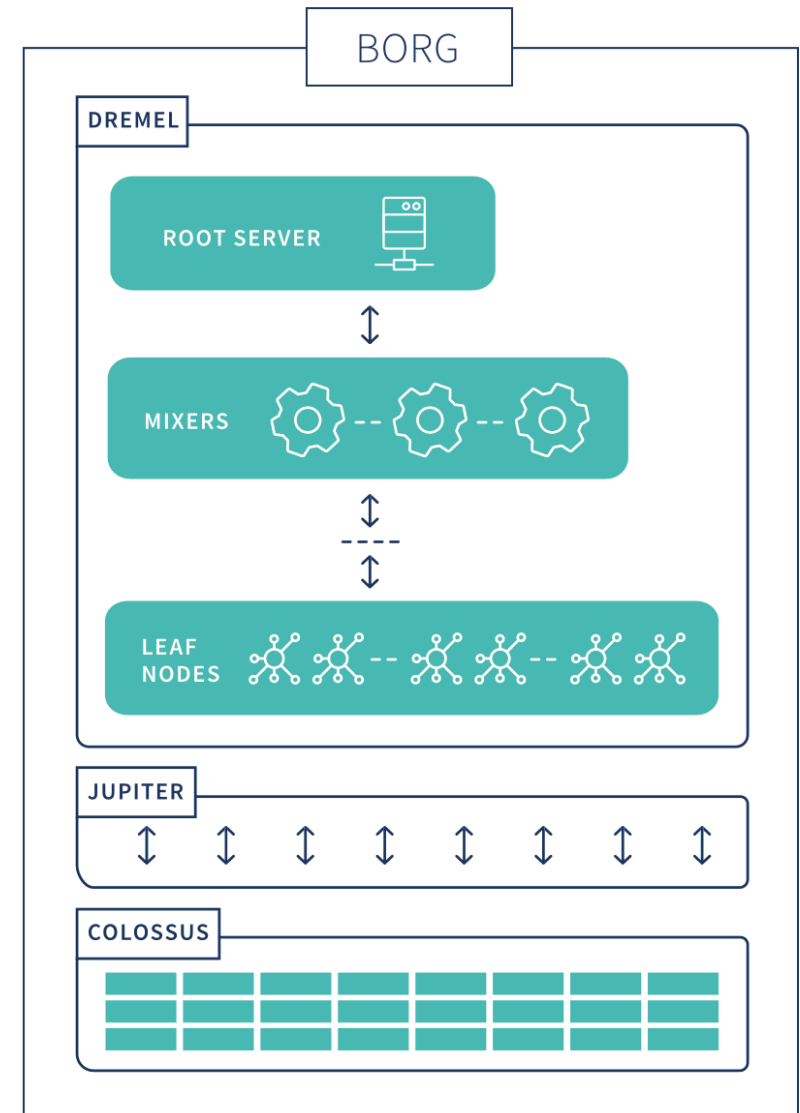 BORG
DREMEL
ROOT SERVER
MIXERS
LEAF
NODES
JUPITER
COLOSSUS